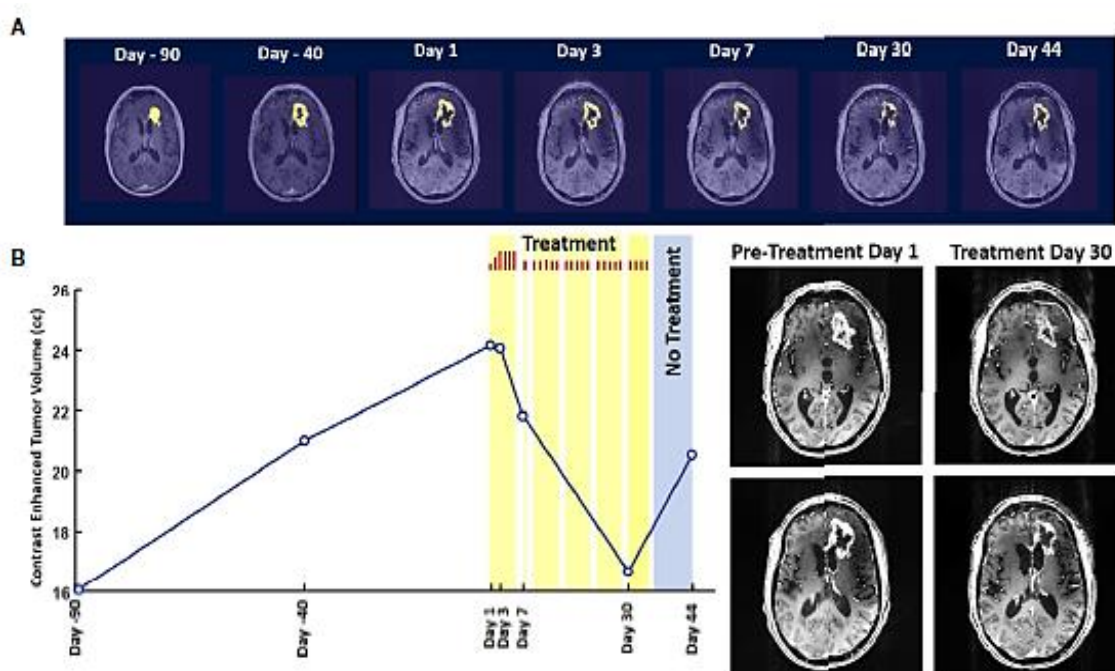 A
Day - 90 Day - 40 Day 1 Day 3 Day 7 Day 30 Day 44
B
Treatment
No Treatment
Pre-Treatment Day 1 Treatment Day 30
Contrast Enhanced Tumor Volume (cc)
26
24
22
20
18
16
Day -90 Day -40 Day 1 Day 3 Day 7 Day 30 Day 44